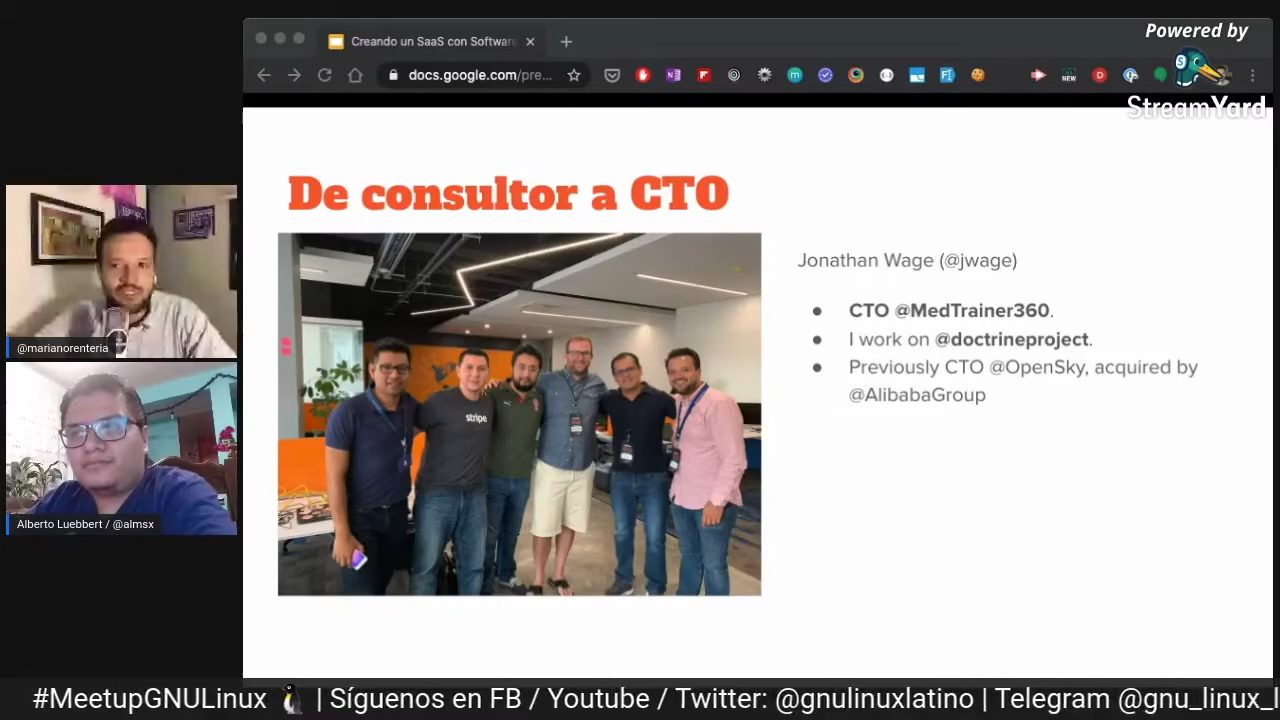 Powered by
StreamYard
Creando un SaaS con Software
docs.google.com/pre...
NEW
De consultor a CTO
Jonathan Wage (@jwage)
CTO @MedTrainer360.
I work on @doctrineproject.
Previously CTO @OpenSky, acquired by
@AlibabaGroup
stripe
@marianorenteria
Alberto Luebbert / @almsx
#MeetupGNULinux 🐧 | Síguenos en FB / Youtube / Twitter: @gnulinuxlatino | Telegram @gnu_linux_l